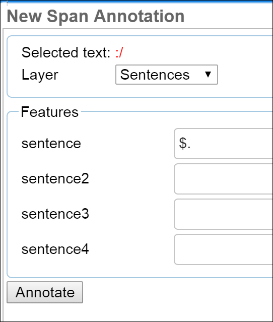 New Span Annotation
Selected text: :/
Layer Sentences ▼
Features
sentence $.
sentence2
sentence3
sentence4
Annotate